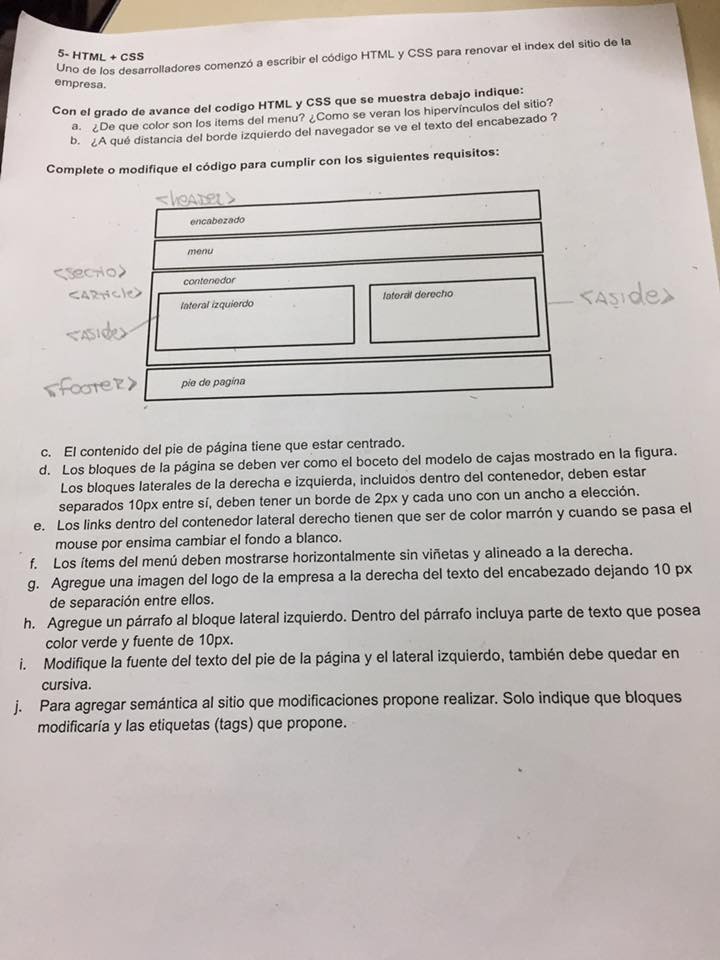 5- HTML + CSS
Uno de los desarrolladores comenzó a escribir el código HTML y CSS para renovar el index del sitio de la
empresa.
Con el grado de avance del codigo HTML y CSS que se muestra debajo indique:
a. ¿De que color son los items del menu? ¿Como se veran los hipervínculos del sitio?
b. ¿A qué distancia del borde izquierdo del navegador se ve el texto del encabezado ?
Complete o modifique el código para cumplir con los siguientes requisitos:
<heADer>
encabezado
menu
<Sectio>
contenedor
<ARticle>
lateral izquierdo
lateral derecho
<ASide>
<ASide>
<footeR>
pie de pagina
c. El contenido del pie de página tiene que estar centrado.
d. Los bloques de la página se deben ver como el boceto del modelo de cajas mostrado en la figura.
Los bloques laterales de la derecha e izquierda, incluidos dentro del contenedor, deben estar
separados 10px entre sí, deben tener un borde de 2px y cada uno con un ancho a elección.
e. Los links dentro del contenedor lateral derecho tienen que ser de color marrón y cuando se pasa el
mouse por ensima cambiar el fondo a blanco.
f. Los ítems del menú deben mostrarse horizontalmente sin viñetas y alineado a la derecha.
g. Agregue una imagen del logo de la empresa a la derecha del texto del encabezado dejando 10 px
de separación entre ellos.
h. Agregue un párrafo al bloque lateral izquierdo. Dentro del párrafo incluya parte de texto que posea
color verde y fuente de 10px.
i. Modifique la fuente del texto del pie de la página y el lateral izquierdo, también debe quedar en
cursiva.
j. Para agregar semántica al sitio que modificaciones propone realizar. Solo indique que bloques
modificaría y las etiquetas (tags) que propone.